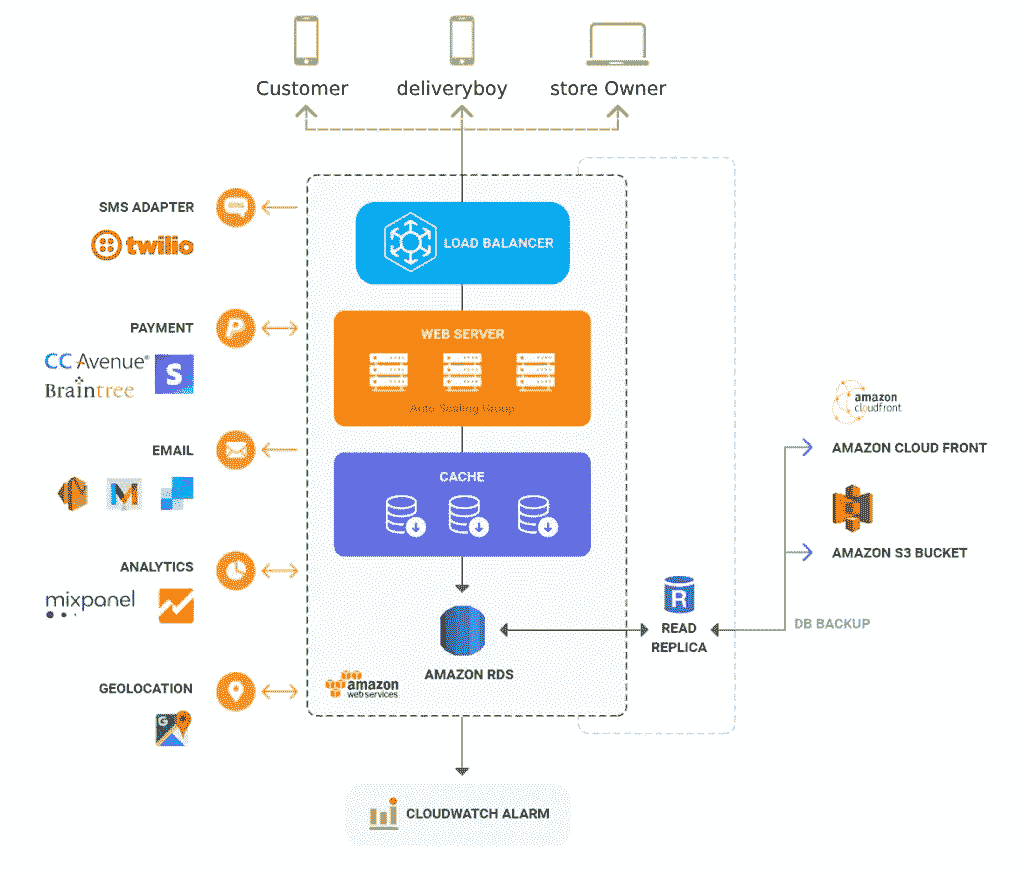 Customer
deliveryboy
store Owner
SMS ADAPTER
twilio
LOAD BALANCER
PAYMENT
CC Avenue®
Braintree
S
WEB SERVER
Auto Scaling Group
EMAIL
M
CACHE
amazon
cloudfront
AMAZON CLOUD FRONT
AMAZON S3 BUCKET
ANALYTICS
mixpanel
R
READ
REPLICA
DB BACKUP
AMAZON RDS
GEOLOCATION
G
amazon
web services
CLOUDWATCH ALARM